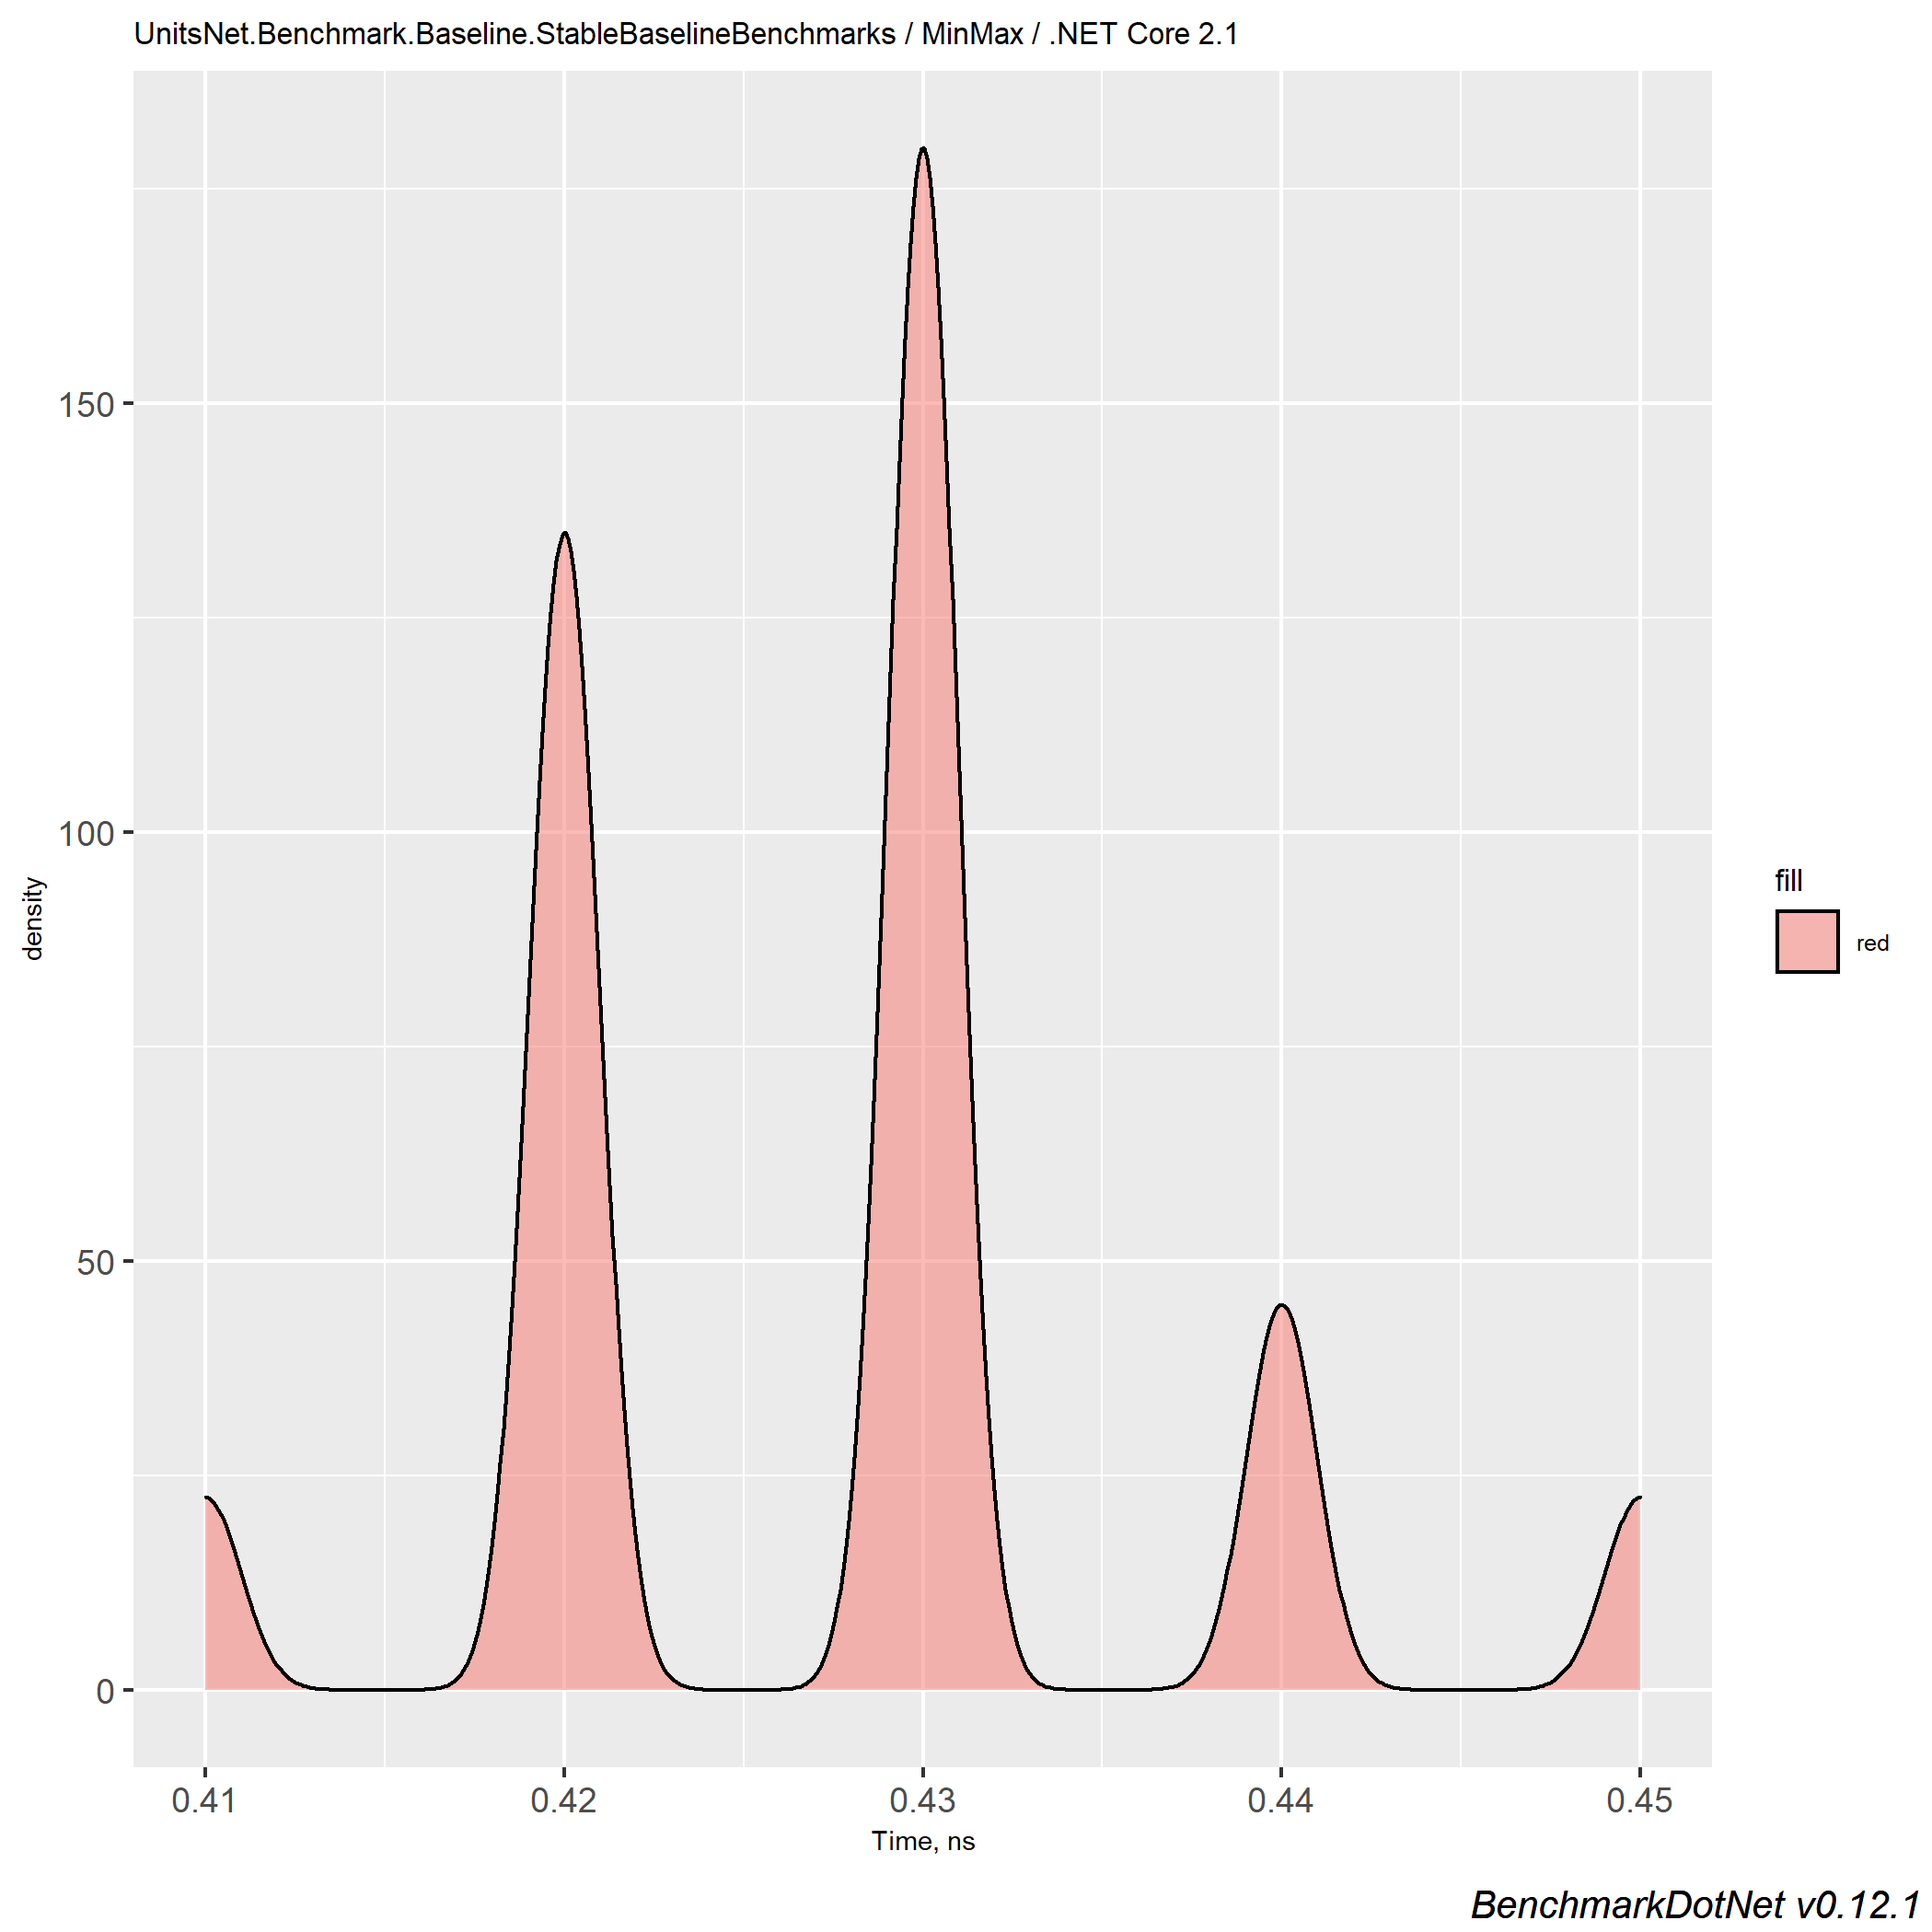 UnitsNet.Benchmark.Baseline.StableBaselineBenchmarks / MinMax / .NET Core 2.1
150
100
50
0
density
0.41 0.42 0.43 0.44 0.45
Time, ns
fill
red
BenchmarkDotNet v0.12.1